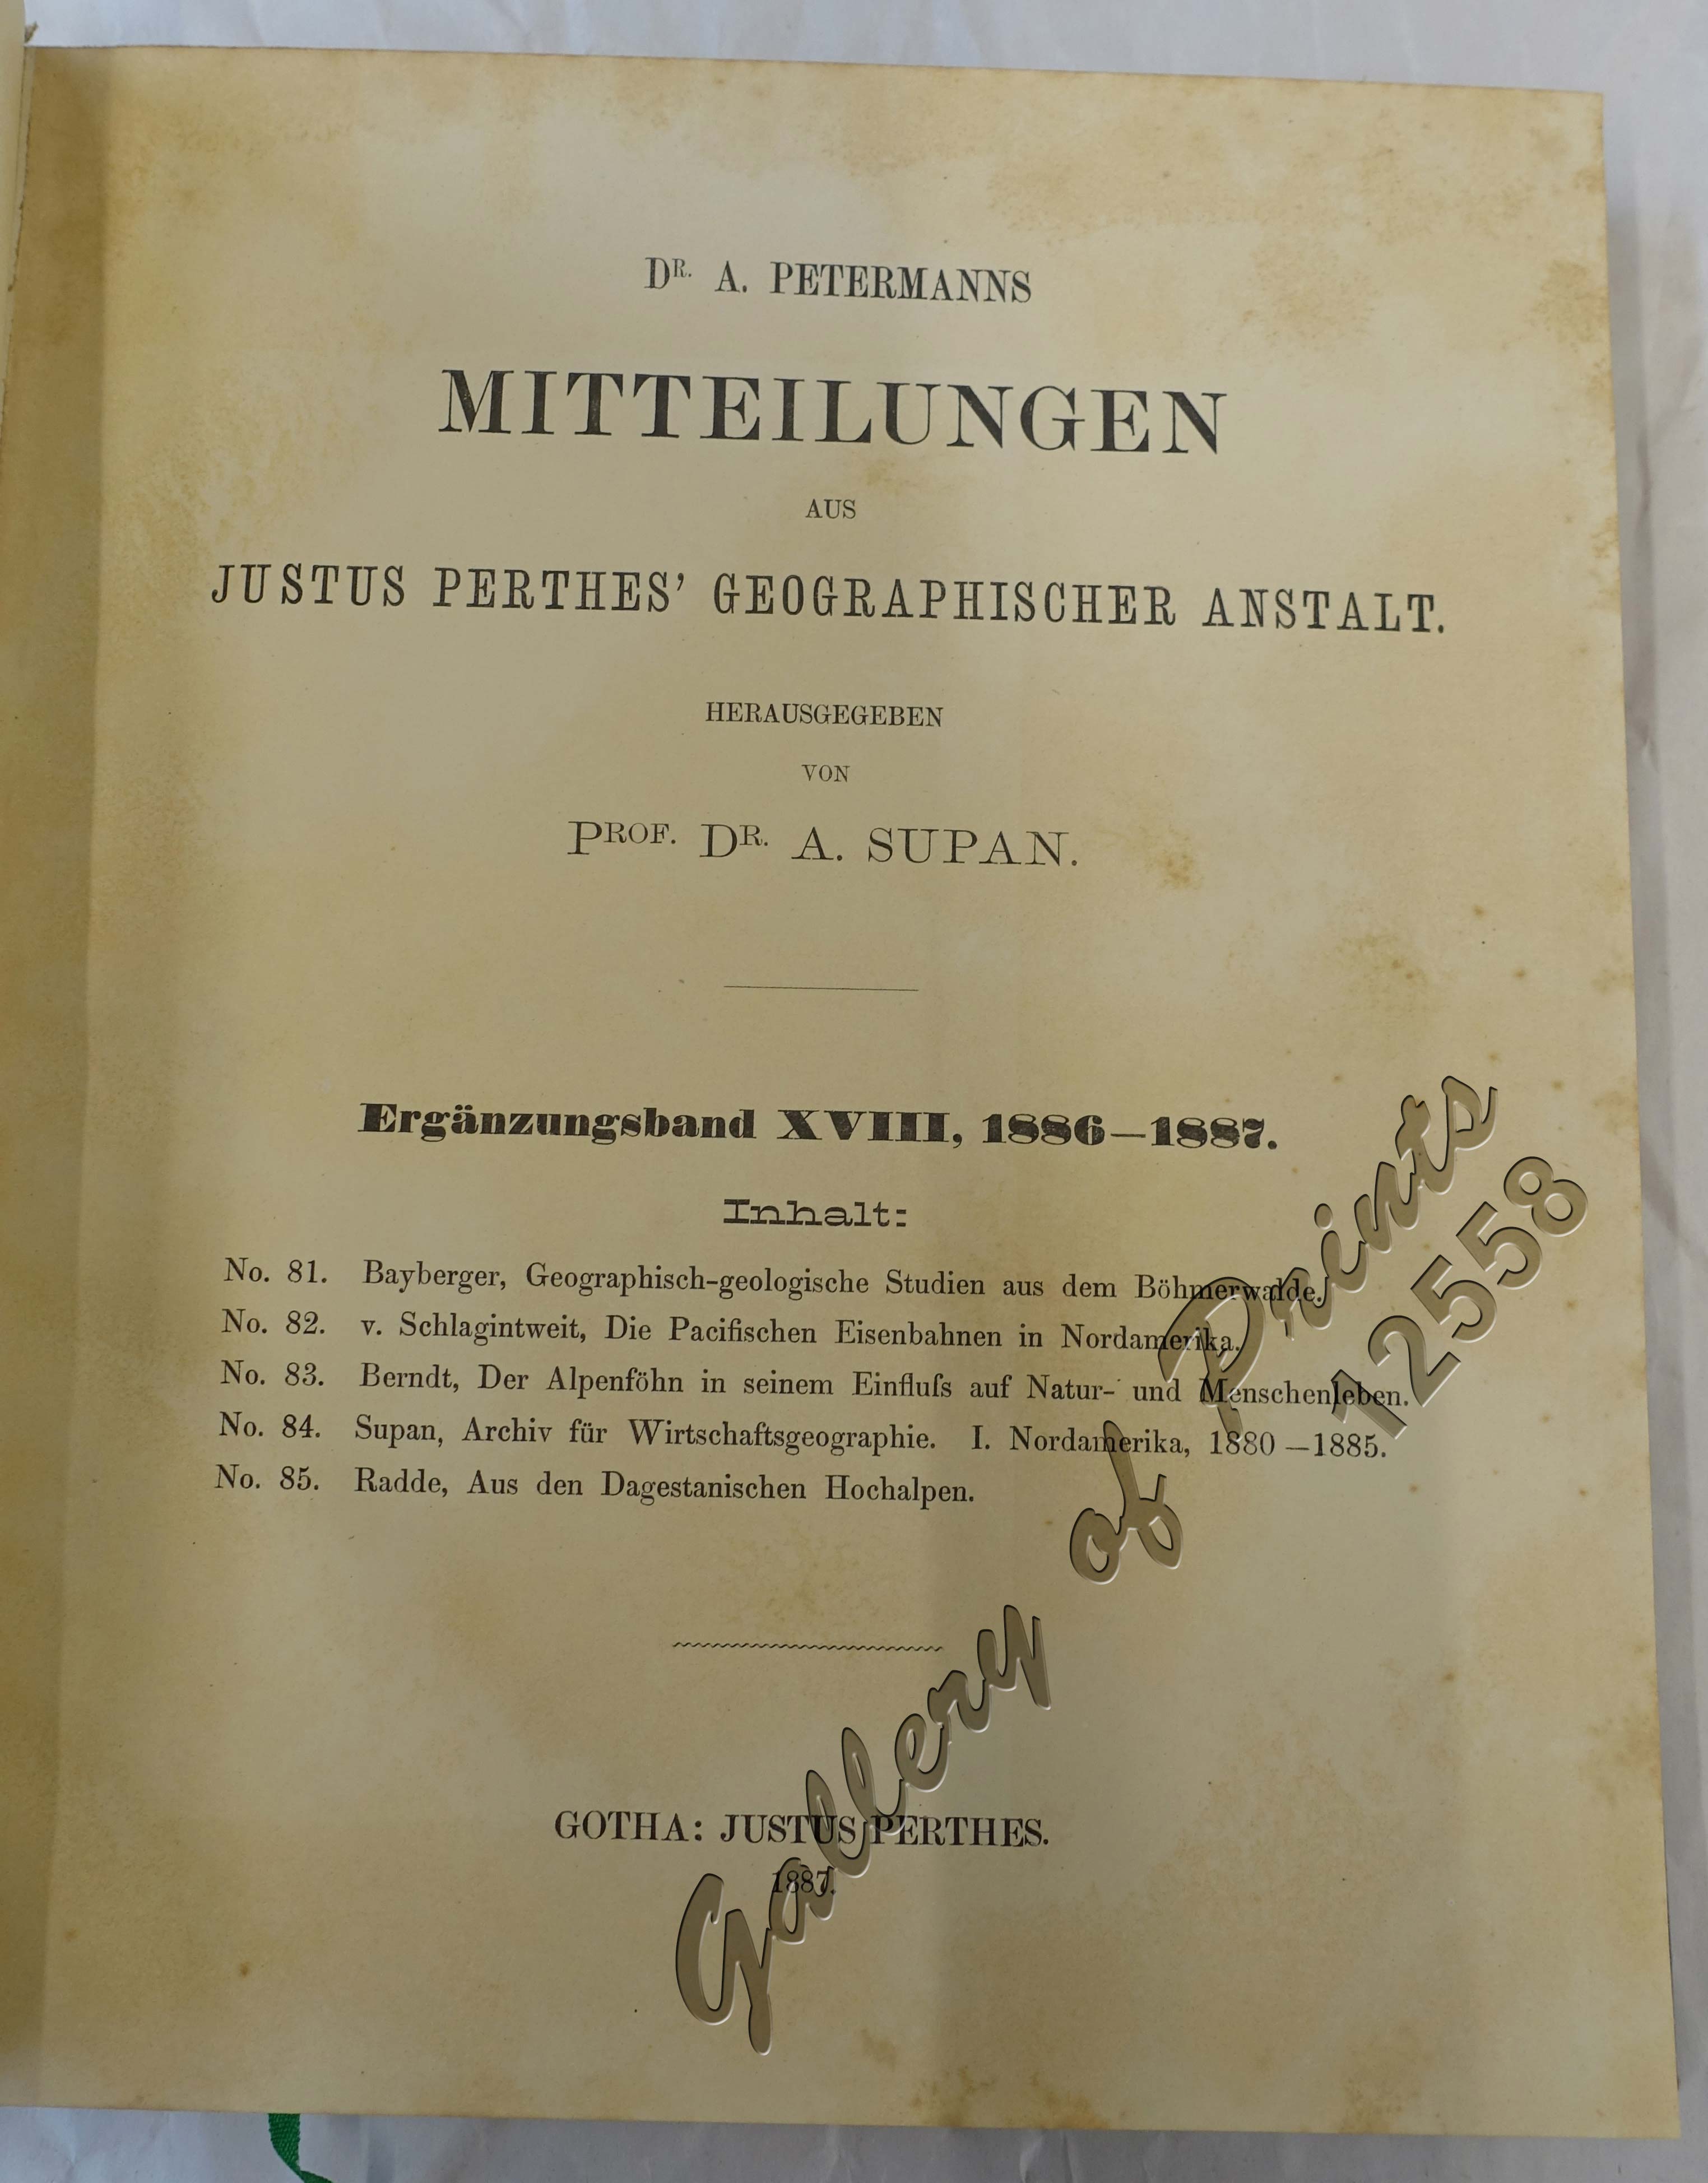 DR. A. PETERMANNS
MITTEILUNGEN
AUS
JUSTUS PERTHES' GEOGRAPHISCHER ANSTALT.
HERAUSGEGEBEN
VON
PROF. DR. A. SUPAN.
Ergänzungsband XVIII, 1886–1887.
Inhalt:
No. 81. Bayberger, Geographisch-geologische Studien aus dem Böhmerwalde.
No. 82. v. Schlagintweit, Die Pacifischen Eisenbahnen in Nordamerika.
No. 83. Berndt, Der Alpenföhn in seinem Einfluſs auf Natur- und Menschenleben.
No. 84. Supan, Archiv für Wirtschaftsgeographie. I. Nordamerika, 1880–1885.
No. 85. Radde, Aus den Dagestanischen Hochalpen.
GOTHA: JUSTUS PERTHES.
1887.
Gallery of Prints
12558